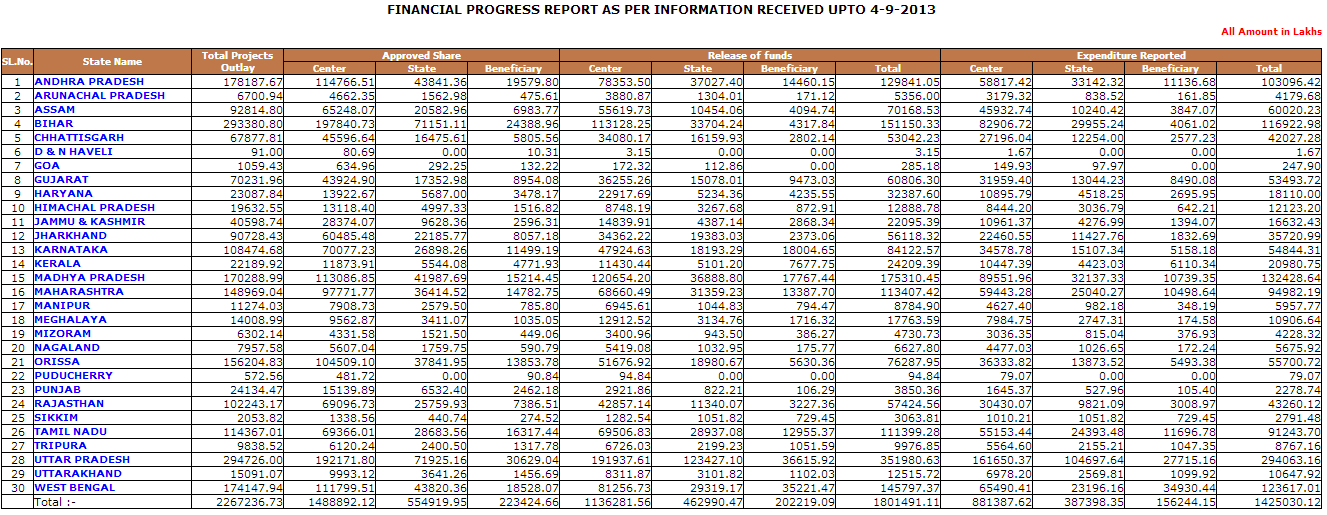 FINANCIAL PROGRESS REPORT AS PER INFORMATION RECEIVED UPTO 4-9-2013
All Amount in Lakhs
SL.No. State Name Total Projects Outlay Approved Share Release of funds Expenditure Reported
Center State Beneficiary Center State Beneficiary Total Center State Beneficiary Total
1 ANDHRA PRADESH 178187.67 114766.51 43841.36 19579.80 78353.50 37027.40 14460.15 129841.05 58817.42 33142.32 11136.68 103096.42
2 ARUNACHAL PRADESH 6700.94 4662.35 1562.98 475.61 3880.87 1304.01 171.12 5356.00 3179.32 838.52 161.85 4179.68
3 ASSAM 92814.80 65248.07 20582.96 6983.77 55619.73 10454.06 4094.74 70168.53 45932.74 10240.42 3847.07 60020.23
4 BIHAR 293380.80 197840.73 71151.11 24388.96 113128.25 33704.24 4317.84 151150.33 82906.72 29955.24 4061.02 116922.98
5 CHHATTISGARH 67877.81 45596.64 16475.61 5805.56 34080.17 16159.93 2802.14 53042.23 27196.04 12254.00 2577.23 42027.28
6 D & N HAVELI 91.00 80.69 0.00 10.31 3.15 0.00 0.00 3.15 1.67 0.00 0.00 1.67
7 GOA 1059.43 634.96 292.25 132.22 172.32 112.86 0.00 285.18 149.93 97.97 0.00 247.90
8 GUJARAT 70231.96 43924.90 17352.98 8954.08 36255.26 15078.01 9473.03 60806.30 31959.40 13044.23 8490.08 53493.72
9 HARYANA 23087.84 13922.67 5687.00 3478.17 22917.69 5234.36 4235.55 32387.60 10895.79 4518.25 2695.95 18110.00
10 HIMACHAL PRADESH 19632.55 13118.40 4997.33 1516.82 8748.19 3267.68 872.91 12888.78 8444.20 3036.79 642.21 12123.20
11 JAMMU & KASHMIR 40598.74 28374.07 9628.36 2596.31 14839.91 4387.14 2868.34 22095.39 10961.37 4276.99 1394.07 16632.43
12 JHARKHAND 90728.43 60485.48 22185.77 8057.18 34362.22 19383.03 2373.06 56118.32 22460.55 11427.76 1832.69 35720.99
13 KARNATAKA 108474.68 70077.23 26898.26 11499.19 47924.63 18193.29 18004.65 84122.57 34578.78 15107.34 5158.18 54844.31
14 KERALA 22189.92 11873.91 5544.08 4771.93 11430.44 5101.20 7677.75 24209.39 10447.39 4423.03 6110.34 20980.75
15 MADHYA PRADESH 170288.99 113086.85 41987.69 15214.45 120654.20 36888.80 17767.44 175310.45 89551.96 32137.33 10739.35 132428.64
16 MAHARASHTRA 148969.04 97771.77 36414.52 14782.75 68660.49 31359.23 13387.70 113407.42 59443.28 25040.27 10498.64 94982.19
17 MANIPUR 11274.03 7908.73 2579.50 785.80 6945.61 1044.83 794.47 8784.90 4627.40 982.18 348.19 5957.77
18 MEGHALAYA 14008.99 9562.87 3411.07 1035.05 12912.52 3134.76 1716.32 17763.59 7984.75 2747.31 174.58 10906.64
19 MIZORAM 6302.14 4331.58 1521.50 449.06 3400.96 943.50 386.27 4730.73 3036.35 815.04 376.93 4228.32
20 NAGALAND 7957.58 5607.04 1759.75 590.79 5419.08 1032.95 175.77 6627.80 4477.03 1026.65 172.24 5675.92
21 ORISSA 156204.83 104509.10 37841.95 13853.78 51676.92 18980.67 5630.36 76287.95 36333.82 13873.52 5493.38 55700.72
22 PUDUCHERRY 572.56 481.72 0.00 90.84 94.84 0.00 0.00 94.84 79.07 0.00 0.00 79.07
23 PUNJAB 24134.47 15139.89 6532.40 2462.18 2921.86 822.21 106.29 3850.36 1645.37 527.96 105.40 2278.74
24 RAJASTHAN 102243.17 69096.73 25759.93 7386.51 42857.14 11340.07 3227.36 57424.56 30430.07 9821.09 3008.97 43260.12
25 SIKKIM 2053.82 1338.56 440.74 274.52 1282.54 1051.82 729.45 3063.81 1010.21 1051.82 729.45 2791.48
26 TAMIL NADU 114367.01 69366.01 28683.56 16317.44 69506.83 28937.08 12955.37 111399.28 55153.44 24393.48 11696.78 91243.70
27 TRIPURA 9838.52 6120.24 2400.50 1317.78 6726.03 2199.23 1051.59 9976.85 5564.60 2155.21 1047.35 8767.16
28 UTTAR PRADESH 294726.00 192171.80 71925.16 30629.04 191937.61 123427.10 36615.92 351980.63 161650.37 104697.64 27715.16 294063.16
29 UTTARAKHAND 15091.07 9993.12 3641.26 1456.69 8311.87 3101.82 1102.03 12515.72 6978.20 2569.81 1099.92 10647.92
30 WEST BENGAL 174147.94 111799.51 43820.36 18528.07 81256.73 29319.17 35221.47 145797.37 65490.41 23196.16 34930.44 123617.01
Total :- 2267236.73 1488892.12 554919.95 223424.66 1136281.56 462990.47 202219.09 1801491.11 881387.62 387398.35 156244.15 1425030.12